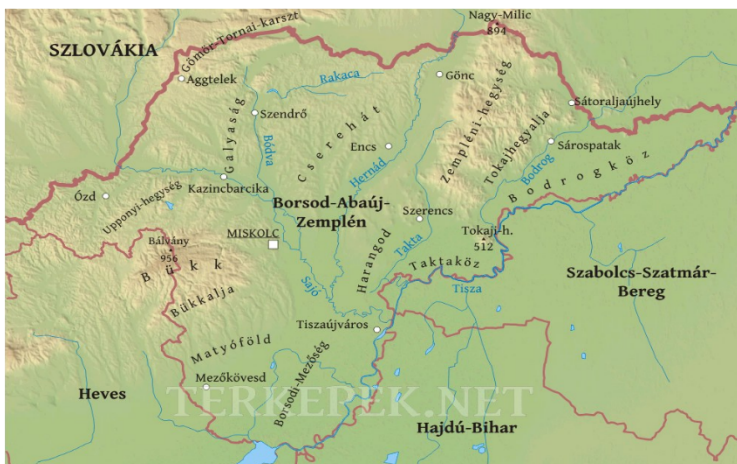 Nagy-Milic
894
SZLOVÁKIA
Gömör-Tornai-karszt
Aggtelek
Rakaca
Gönc
Galyaság
Szendrő
Bódva
Cserehát
Encs
Hernád
Zempléni-hegység
Tokajhegyalja
Sátoraljaújhely
Sárospatak
Bodrog
Bodrogköz
Ózd
Upponyi-hegység
Kazincbarcika
Borsod-Abaúj-
Zemplén
Szerencs
MISKOLC
Bálvány
956
Bükk
Bükkalja
Sajó
Harangod
Takta
Tokaji-h.
512
Taktaköz
Tisza
Szabolcs-Szatmár-
Bereg
Tiszaújváros
Matyóföld
Mezőkövesd
Borsodi-Mezőség
Heves
TERKEPEK.NET
Hajdú-Bihar